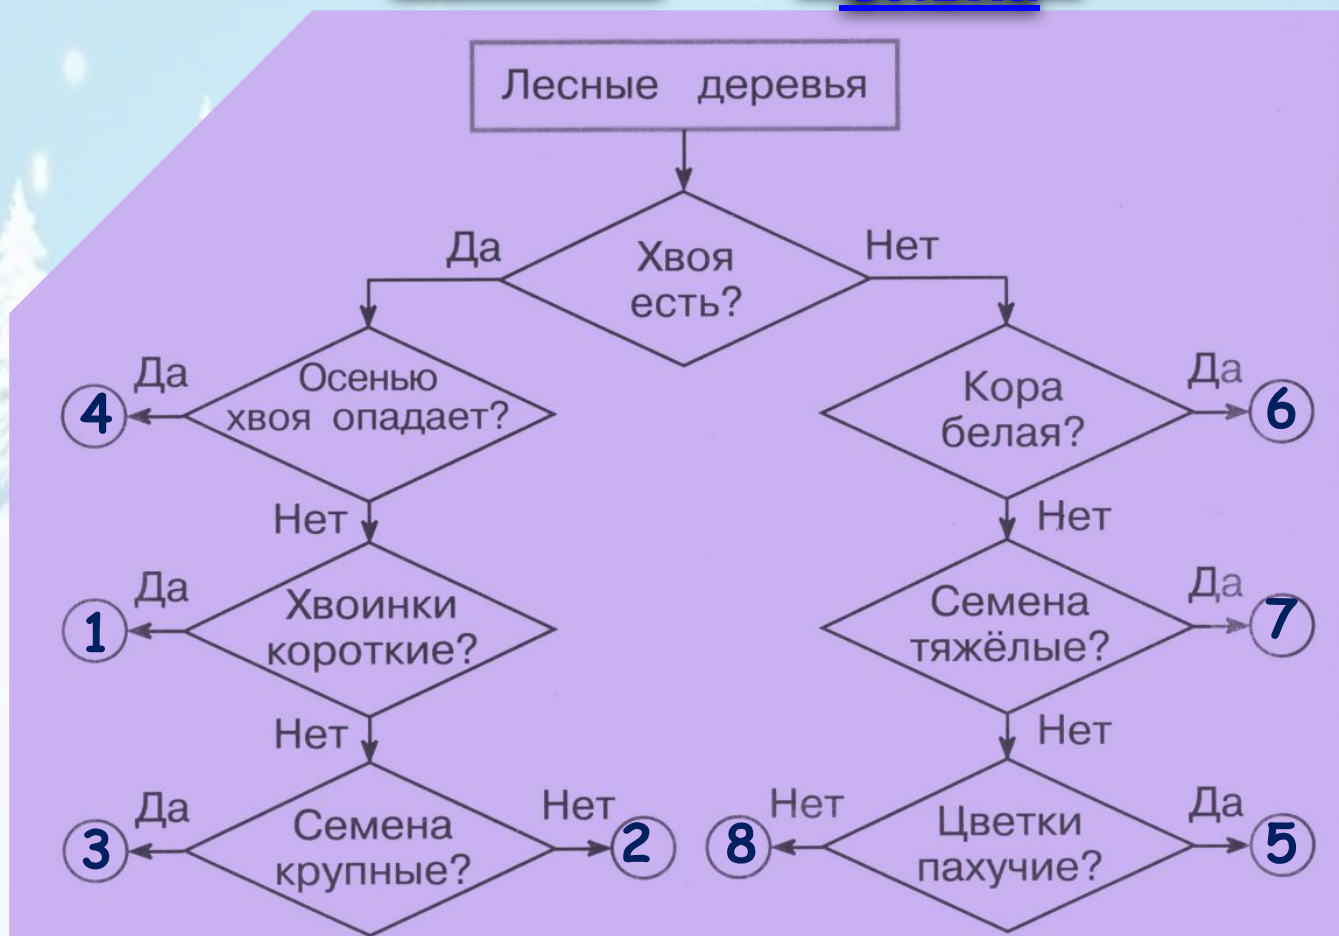 Лесные деревья
Хвоя
есть?
Да
Нет
Осенью
хвоя опадает?
Да
4
Нет
Кора
белая?
Да
6
Нет
Хвоинки
короткие?
Да
1
Нет
Семена
тяжёлые?
Да
7
Нет
Семена
крупные?
Да
3
Нет
2
Цветки
пахучие?
Нет
8
Да
5